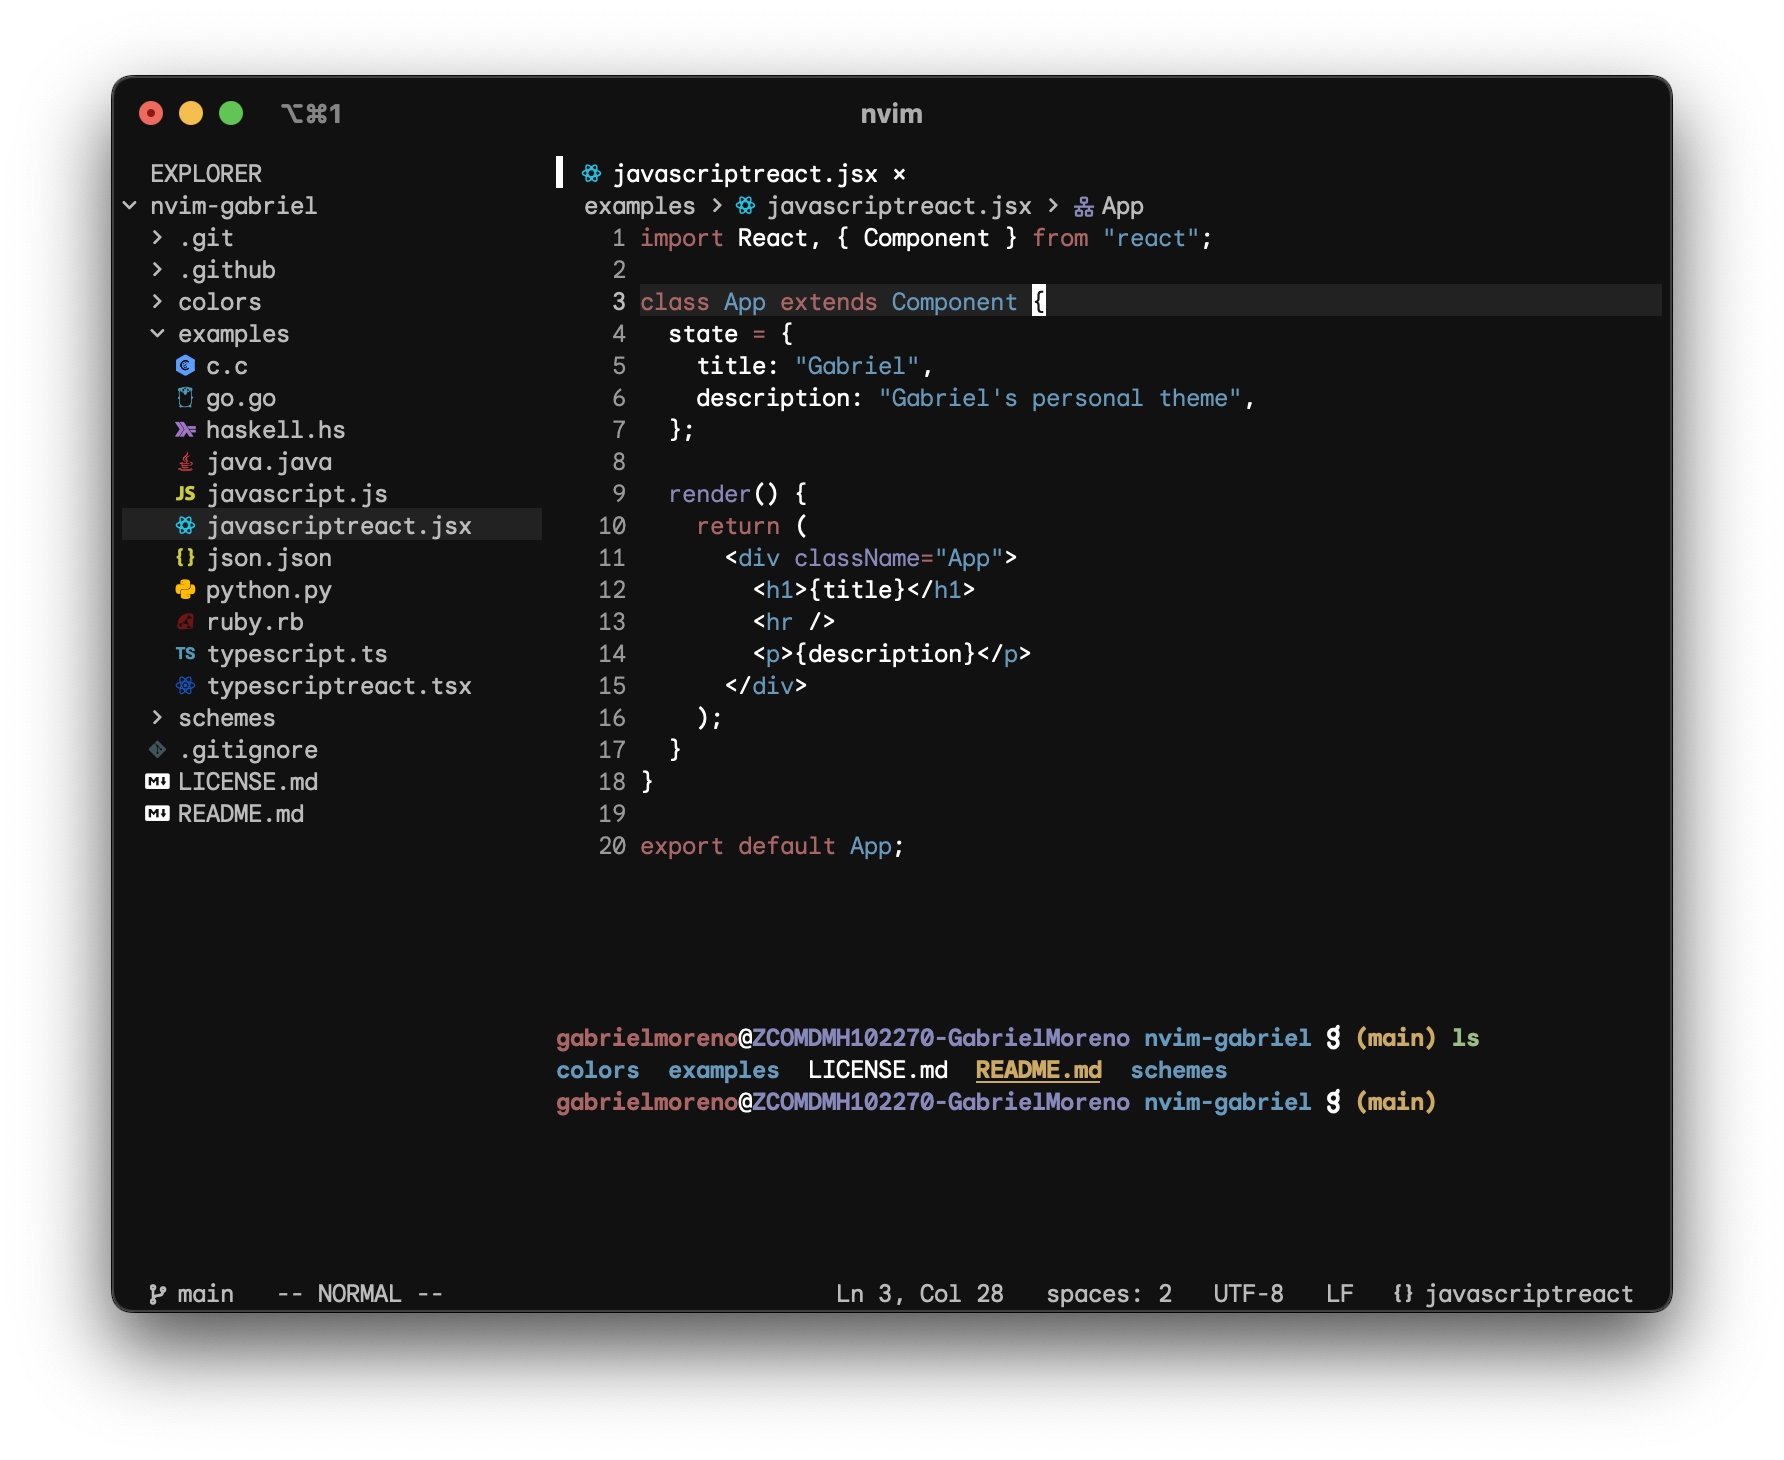 ⌥⌘1
nvim
EXPLORER
nvim-gabriel
.git
.github
colors
examples
c.c
go.go
haskell.hs
java.java
JS javascript.js
javascriptreact.jsx
{} json.json
python.py
ruby.rb
TS typescript.ts
typescriptreact.tsx
schemes
.gitignore
M↓ LICENSE.md
M↓ README.md
javascriptreact.jsx ×
examples > javascriptreact.jsx > App
1 import React, { Component } from "react";
2
3 class App extends Component {
4   state = {
5     title: "Gabriel",
6     description: "Gabriel's personal theme",
7   };
8
9   render() {
10     return (
11       <div className="App">
12         <h1>{title}</h1>
13         <hr />
14         <p>{description}</p>
15       </div>
16     );
17   }
18 }
19
20 export default App;
gabrielmoreno@ZCOMDMH102270-GabrielMoreno nvim-gabriel g (main) ls
colors  examples  LICENSE.md  README.md  schemes
gabrielmoreno@ZCOMDMH102270-GabrielMoreno nvim-gabriel g (main)
main   -- NORMAL --   Ln 3, Col 28   spaces: 2   UTF-8   LF   {} javascriptreact